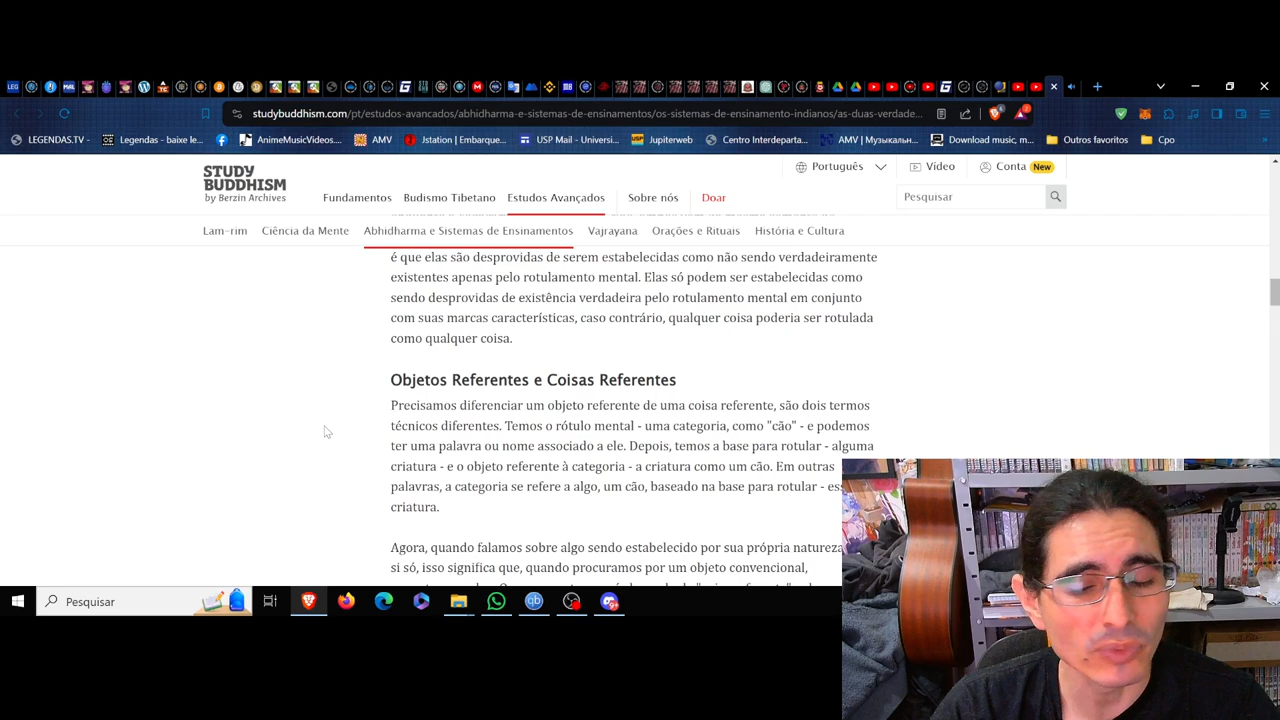 studybuddhism.com/pt/estudos-avancados/abhidharma-e-sistemas-de-ensinamento/os-sistemas-de-ensinamento-indianos/as-duas-verdade...
LEGENDAS.TV - Legendas - baixe le... AnimeMusicVideos.... AMV Jstation | Embarque... USP Mail - Universi... Jupiterweb Centro Interdeparta... AMV | Музыкальн... Download music, m... Outros favoritos Cpo
STUDY Português Vídeo Conta New
BUDDHISM
by Berzin Archives Fundamentos Budismo Tibetano Estudos Avançados Sobre nós Doar Pesquisar
Lam-rim Ciência da Mente Abhidharma e Sistemas de Ensinamentos Vajrayana Orações e Rituais História e Cultura
é que elas são desprovidas de serem estabelecidas como não sendo verdadeiramente
existentes apenas pelo rotulamento mental. Elas só podem ser estabelecidas como
sendo desprovidas de existência verdadeira pelo rotulamento mental em conjunto
com suas marcas características, caso contrário, qualquer coisa poderia ser rotulada
como qualquer coisa.
Objetos Referentes e Coisas Referentes
Precisamos diferenciar um objeto referente de uma coisa referente, são dois termos
técnicos diferentes. Temos o rótulo mental - uma categoria, como "cão" - e podemos
ter uma palavra ou nome associado a ele. Depois, temos a base para rotular - alguma
criatura - e o objeto referente à categoria - a criatura como um cão. Em outras
palavras, a categoria se refere a algo, um cão, baseado na base para rotular -
criatura.
Agora, quando falamos sobre algo sendo estabelecido por sua própria natureza
si só, isso significa que, quando procuramos por um objeto convencional,
Pesquisar